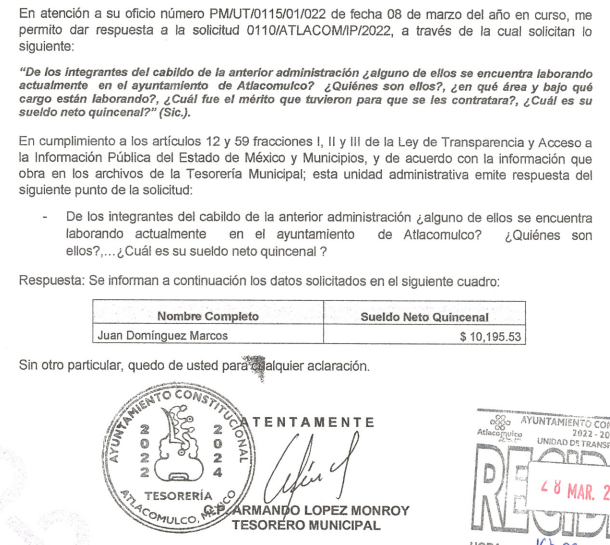 En atención a su oficio número PM/UT/0115/01/022 de fecha 08 de marzo del año en curso, me
permito dar respuesta a la solicitud 0110/ATLACOM/IP/2022, a través de la cual solicitan lo
siguiente:
“De los integrantes del cabildo de la anterior administración ¿alguno de ellos se encuentra laborando
actualmente en el ayuntamiento de Atlacomulco? ¿Quiénes son ellos?, ¿en qué área y bajo qué
cargo están laborando?, ¿Cuál fue el mérito que tuvieron para que se les contratara?, ¿Cuál es su
sueldo neto quincenal?” (Sic.).
En cumplimiento a los artículos 12 y 59 fracciones I, II y III de la Ley de Transparencia y Acceso a
la Información Pública del Estado de México y Municipios, y de acuerdo con la información que
obra en los archivos de la Tesorería Municipal; esta unidad administrativa emite respuesta del
siguiente punto de la solicitud:
- De los integrantes del cabildo de la anterior administración ¿alguno de ellos se encuentra
laborando actualmente en el ayuntamiento de Atlacomulco? ¿Quiénes son
ellos?,...¿Cuál es su sueldo neto quincenal ?
Respuesta: Se informan a continuación los datos solicitados en el siguiente cuadro:
Nombre Completo Sueldo Neto Quincenal
Juan Domínguez Marcos $ 10,195.53
Sin otro particular, quedo de usted para cualquier aclaración.
AYUNTAMIENTO CONSTITUCIONAL
2022 2024
TESORERÍA
ATLACOMULCO, MÉXICO
ATENTAMENTE
ARMANDO LOPEZ MONROY
TESORERO MUNICIPAL
AYUNTAMIENTO CON
Atlacomulco
2022 - 20
UNIDAD DE TRANSP
RECIBID
28 MAR. 2